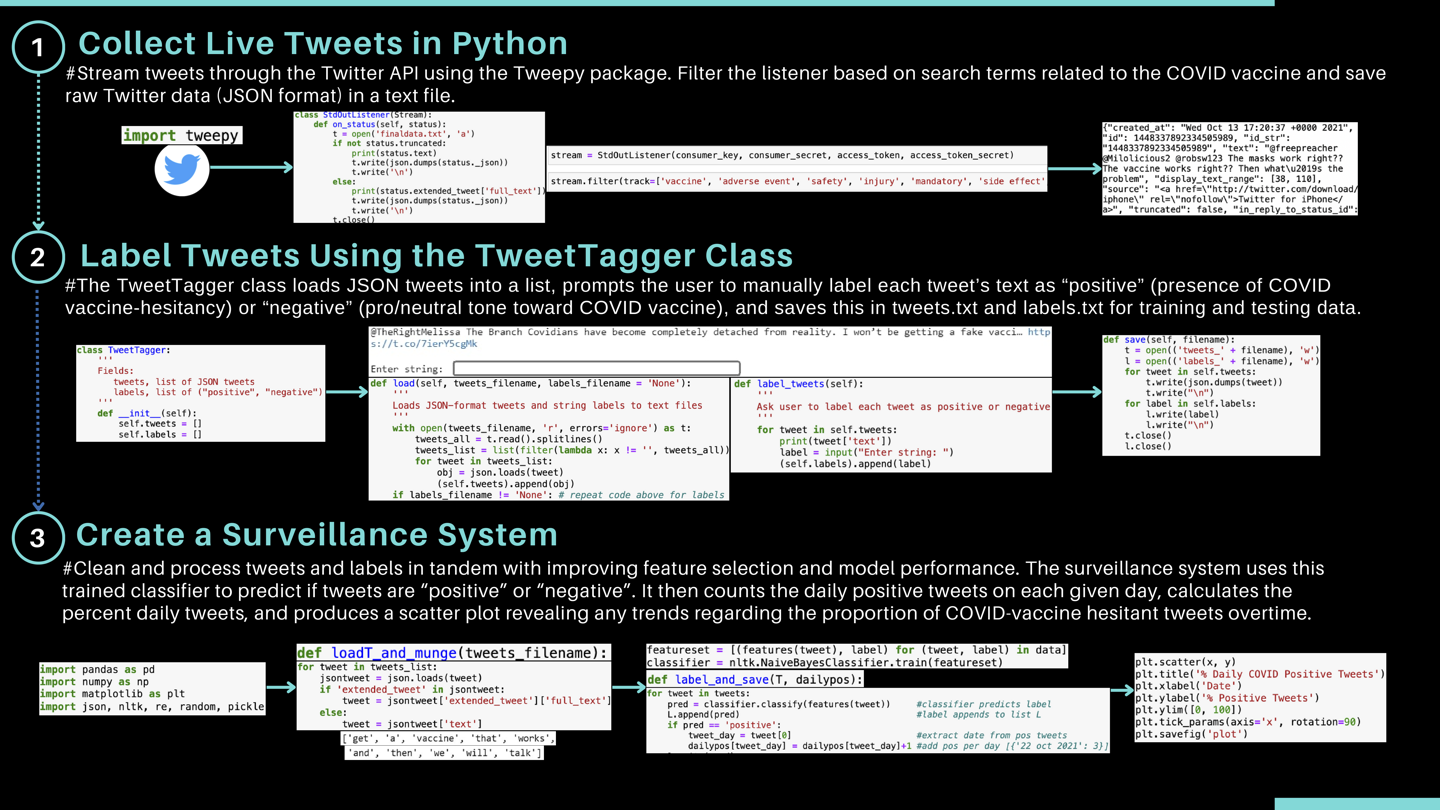 1 Collect Live Tweets in Python
#Stream tweets through the Twitter API using the Tweepy package. Filter the listener based on search terms related to the COVID vaccine and save
raw Twitter data (JSON format) in a text file.
import tweepy
class StdOutListener(Stream):
def on_status(self, status):
t = open('finaldata.txt', 'a')
if not status.truncated:
print(status.text)
t.write(json.dumps(status._json))
t.write('\n')
else:
print(status.extended_tweet['full_text'])
t.write(json.dumps(status._json))
t.write('\n')
t.close()
stream = StdOutListener(consumer_key, consumer_secret, access_token, access_token_secret)
stream.filter(track=['vaccine', 'adverse event', 'safety', 'injury', 'mandatory', 'side effect'
{"created_at": "Wed Oct 13 17:20:37 +0000 2021",
"id": 1448337892334505989, "id_str":
"1448337892334505989", "text": "@freepreacher
@Milolicious2 @robsw123 The masks work right??
The vaccine works right?? Then what\u2019s the
problem", "display_text_range": [38, 110],
"source": "<a href=\"http://twitter.com/download/
iphone\" rel=\"nofollow\">Twitter for iPhone</
a>", "truncated": false, "in_reply_to_status_id":
2 Label Tweets Using the TweetTagger Class
#The TweetTagger class loads JSON tweets into a list, prompts the user to manually label each tweet's text as “positive” (presence of COVID
vaccine-hesitancy) or “negative” (pro/neutral tone toward COVID vaccine), and saves this in tweets.txt and labels.txt for training and testing data.
class TweetTagger:
'''
Fields:
tweets, list of JSON tweets
labels, list of ("positive", "negative")
'''
def __init__(self):
self.tweets = []
self.labels = []
@TheRightMelissa The Branch Covidians have become completely detached from reality. I won’t be getting a fake vacci… http
s://t.co/7ierY5cgMk
Enter string:
def load(self, tweets_filename, labels_filename = 'None'):
'''
Loads JSON-format tweets and string labels to text files
'''
with open(tweets_filename, 'r', errors='ignore') as t:
tweets_all = t.read().splitlines()
tweets_list = list(filter(lambda x: x != '', tweets_all))
for tweet in tweets_list:
obj = json.loads(tweet)
(self.tweets).append(obj)
if labels_filename != 'None': # repeat code above for labels
def label_tweets(self):
'''
Ask user to label each tweet as positive or negative
'''
for tweet in self.tweets:
print(tweet['text'])
label = input("Enter string: ")
(self.labels).append(label)
def save(self, filename):
t = open(('tweets_' + filename), 'w')
l = open(('labels_' + filename), 'w')
for tweet in self.tweets:
t.write(json.dumps(tweet))
t.write("\n")
for label in self.labels:
l.write(label)
l.write("\n")
t.close()
l.close()
3 Create a Surveillance System
#Clean and process tweets and labels in tandem with improving feature selection and model performance. The surveillance system uses this
trained classifier to predict if tweets are “positive” or “negative”. It then counts the daily positive tweets on each given day, calculates the
percent daily tweets, and produces a scatter plot revealing any trends regarding the proportion of COVID-vaccine hesitant tweets overtime.
import pandas as pd
import numpy as np
import matplotlib as plt
import json, nltk, re, random, pickle
def loadT_and_munge(tweets_filename):
for tweet in tweets_list:
jsontweet = json.loads(tweet)
if 'extended_tweet' in jsontweet:
tweet = jsontweet['extended_tweet']['full_text']
else:
tweet = jsontweet['text']
['get', 'a', 'vaccine', 'that', 'works',
'and', 'then', 'we', 'will', 'talk']
featureset = [(features(tweet), label) for (tweet, label) in data]
classifier = nltk.NaiveBayesClassifier.train(featureset)
def label_and_save(T, dailypos):
for tweet in tweets:
pred = classifier.classify(features(tweet)) #classifier predicts label
L.append(pred) #label appends to list L
if pred == 'positive':
tweet_day = tweet[0] #extract date from pos tweets
dailypos[tweet_day] = dailypos[tweet_day]+1 #add pos per day [{'22 oct 2021': 3}]
plt.scatter(x, y)
plt.title('% Daily COVID Positive Tweets')
plt.xlabel('Date')
plt.ylabel('% Positive Tweets')
plt.ylim([0, 100])
plt.tick_params(axis='x', rotation=90)
plt.savefig('plot')